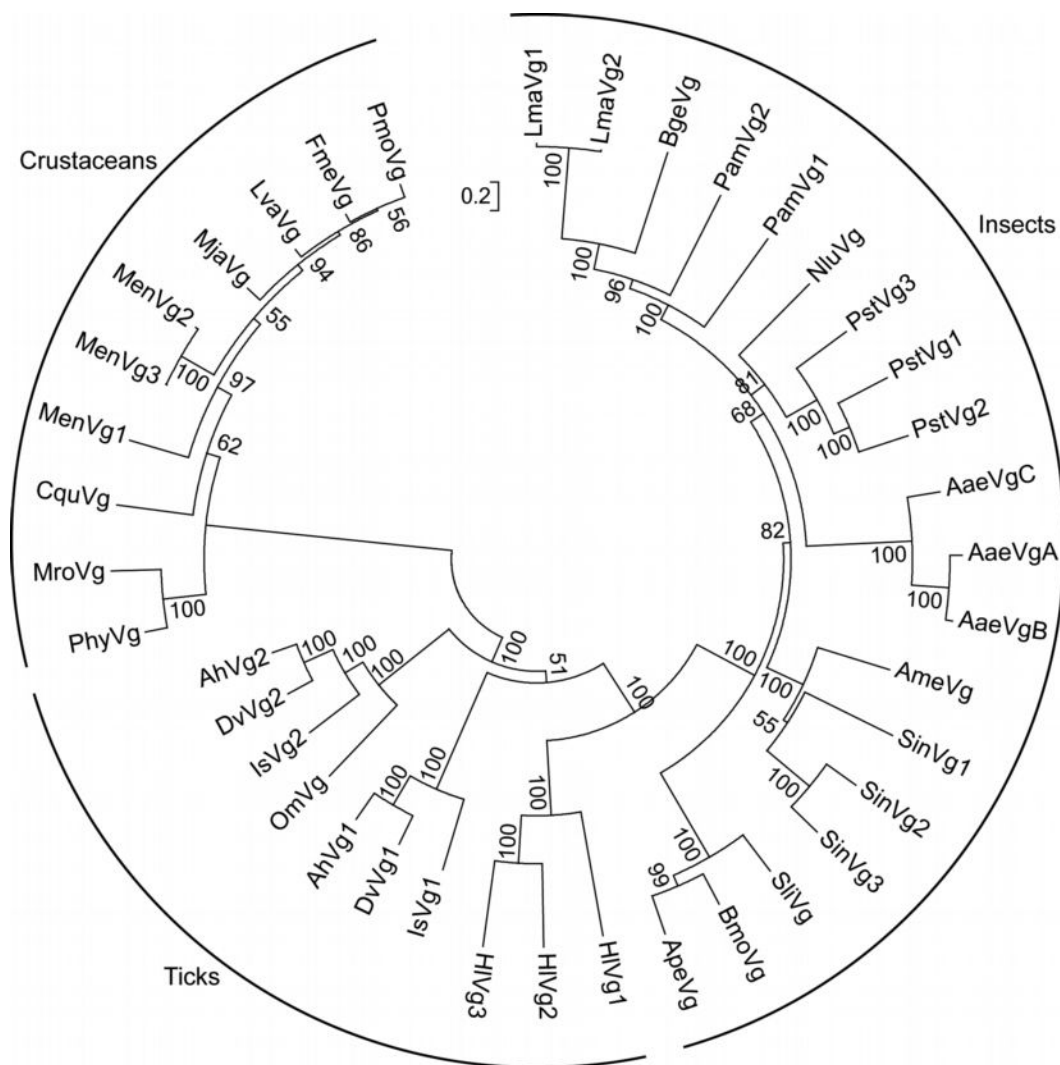 Crustaceans
PmoVg
FmeVg
LvaVg
MjaVg
MenVg2
MenVg3
MenVg1
CquVg
MroVg
PhyVg
56
86
94
55
100
97
62
100
0.2
Insects
LmaVg1
LmaVg2
BgeVg
PamVg2
PamVg1
NluVg
PstVg3
PstVg1
PstVg2
AaeVgC
AaeVgA
AaeVgB
AmeVg
SinVg1
SinVg2
SinVg3
SliVg
BmoVg
ApeVg
100
100
96
100
81
68
100
100
100
100
82
100
100
55
100
100
99
Ticks
AhVg2
DvVg2
IsVg2
OmVg
AhVg1
DvVg1
IsVg1
HlVg3
HlVg2
HlVg1
100
100
100
100
51
100
100
100
100
100